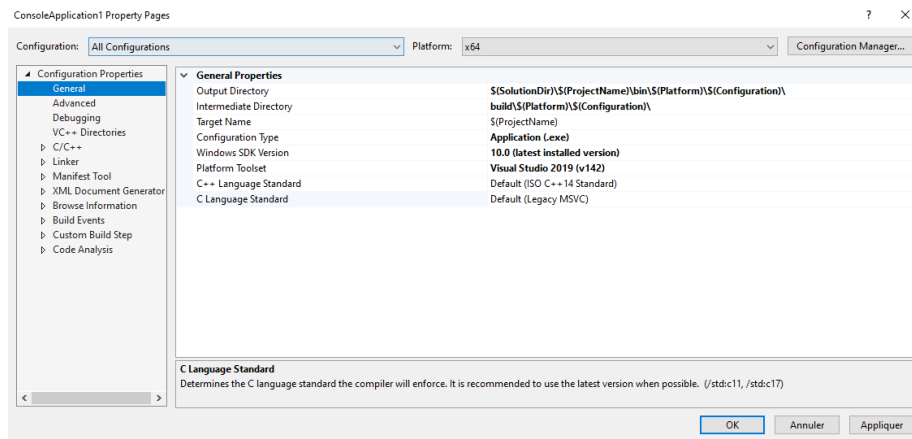 ConsoleApplication1 Property Pages
?
Configuration: All Configurations Platform: x64 Configuration Manager...
Configuration Properties
General
Advanced
Debugging
VC++ Directories
C/C++
Linker
Manifest Tool
XML Document Generator
Browse Information
Build Events
Custom Build Step
Code Analysis
General Properties
Output Directory $(SolutionDir)\$(ProjectName)\bin\$(Platform)\$(Configuration)\
Intermediate Directory build\$(Platform)\$(Configuration)\
Target Name $(ProjectName)
Configuration Type Application (.exe)
Windows SDK Version 10.0 (latest installed version)
Platform Toolset Visual Studio 2019 (v142)
C++ Language Standard Default (ISO C++14 Standard)
C Language Standard Default (Legacy MSVC)
C Language Standard
Determines the C language standard the compiler will enforce. It is recommended to use the latest version when possible. (/std:c11, /std:c17)
OK Annuler Appliquer